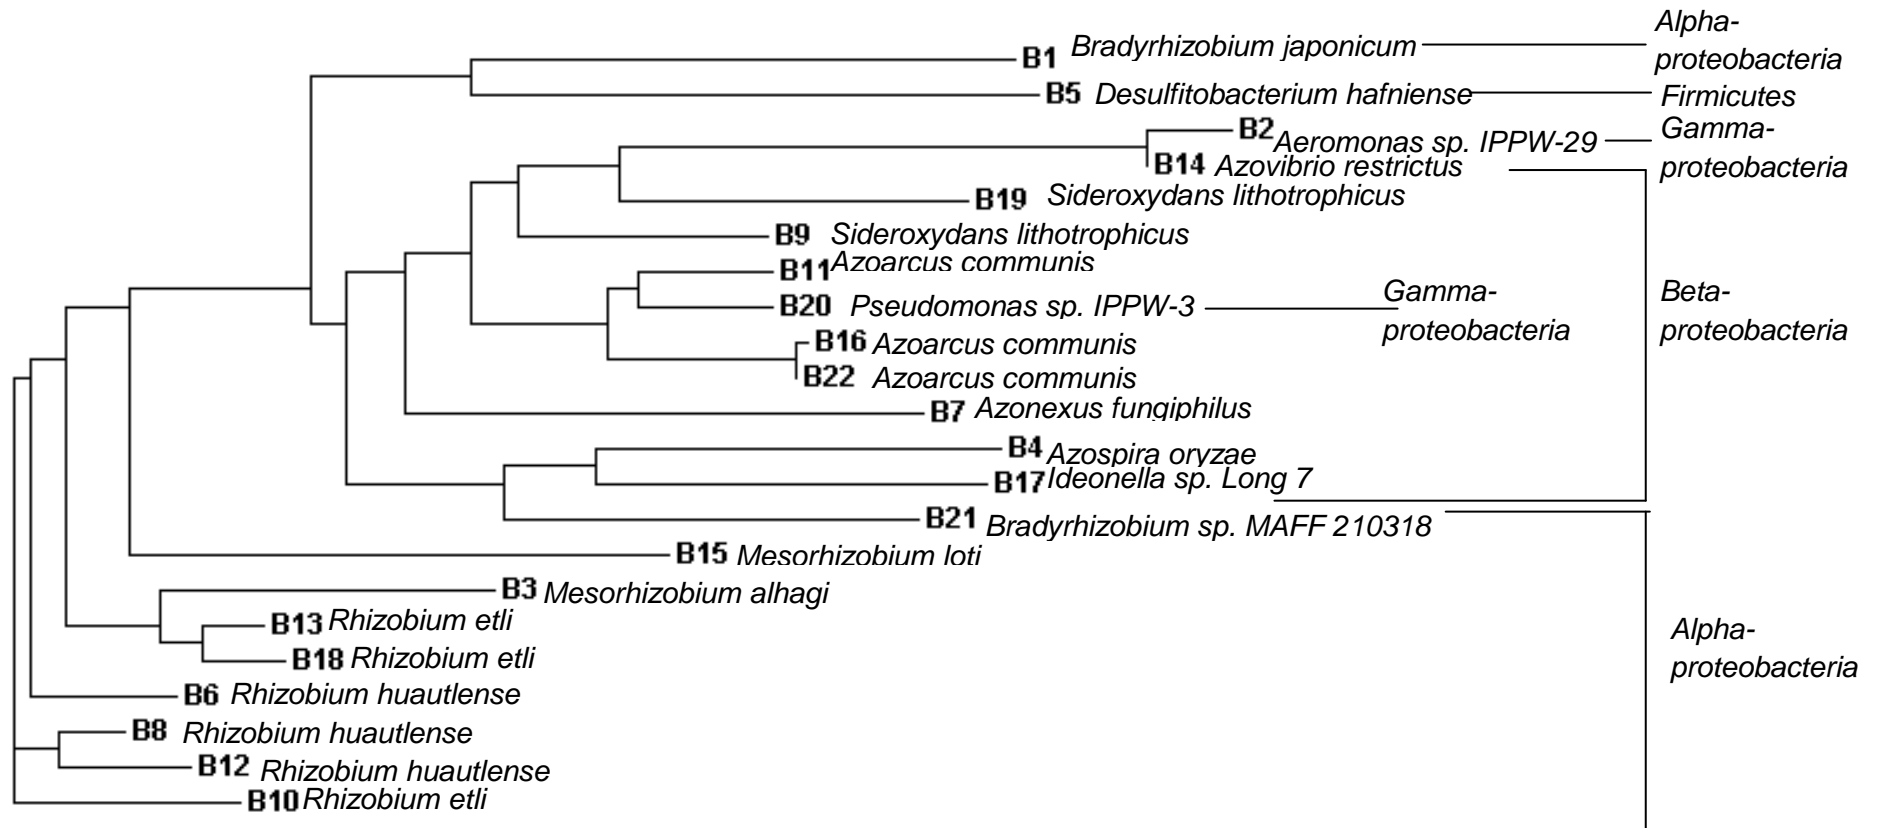 B1 Bradyrhizobium japonicum
Alpha-
proteobacteria
B5 Desulfitobacterium hafniense
Firmicutes
B2 Aeromonas sp. IPPW-29
Gamma-
proteobacteria
B14 Azovibrio restrictus
B19 Sideroxydans lithotrophicus
B9 Sideroxydans lithotrophicus
B11 Azoarcus communis
B20 Pseudomonas sp. IPPW-3
Gamma-
proteobacteria
Beta-
proteobacteria
B16 Azoarcus communis
B22 Azoarcus communis
B7 Azonexus fungiphilus
B4 Azospira oryzae
B17 Ideonella sp. Long 7
B21 Bradyrhizobium sp. MAFF 210318
B15 Mesorhizobium loti
B3 Mesorhizobium alhagi
B13 Rhizobium etli
B18 Rhizobium etli
Alpha-
proteobacteria
B6 Rhizobium huautlense
B8 Rhizobium huautlense
B12 Rhizobium huautlense
B10 Rhizobium etli